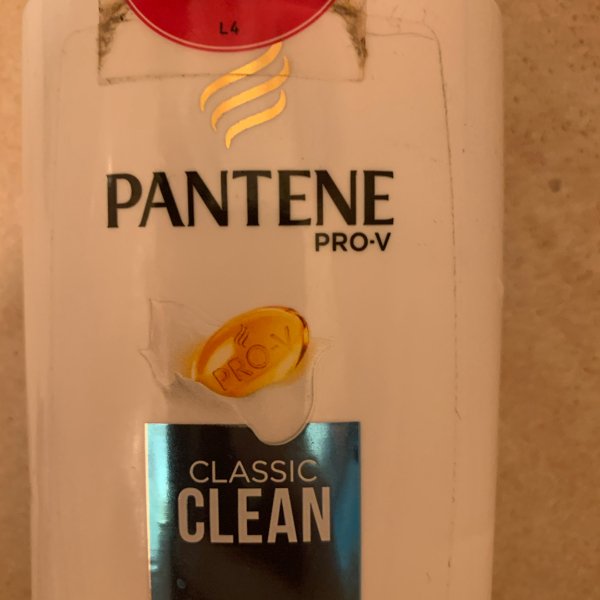 L4
PANTENE
PRO-V
PRO-V
CLASSIC
CLEAN